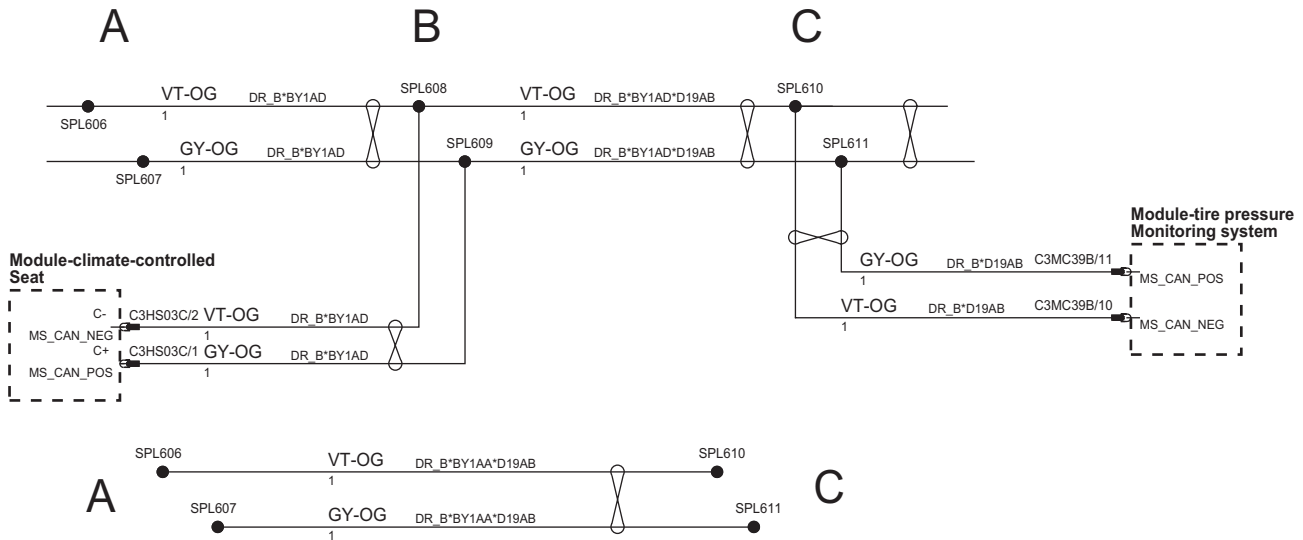 A
B
C
SPL606
VT-OG
1
DR_B*BY1AD
SPL608
VT-OG
1
DR_B*BY1AD*D19AB
SPL610
SPL607
GY-OG
1
DR_B*BY1AD
SPL609
GY-OG
1
DR_B*BY1AD*D19AB
SPL611
Module-tire pressure
Monitoring system
GY-OG
1
DR_B*D19AB
C3MC39B/11
MS_CAN_POS
VT-OG
1
DR_B*D19AB
C3MC39B/10
MS_CAN_NEG
Module-climate-controlled
Seat
C-
MS_CAN_NEG
C3HS03C/2
VT-OG
1
DR_B*BY1AD
C+
MS_CAN_POS
C3HS03C/1
GY-OG
1
DR_B*BY1AD
A
SPL606
VT-OG
1
DR_B*BY1AA*D19AB
SPL610
SPL607
GY-OG
1
DR_B*BY1AA*D19AB
SPL611
C